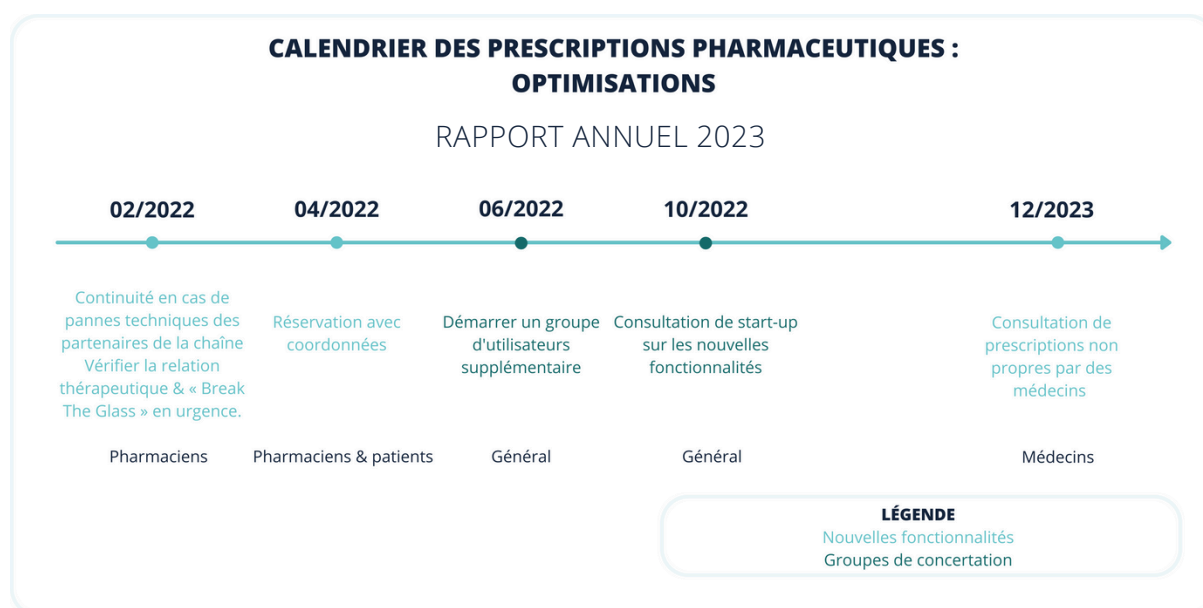 CALENDRIER DES PRESCRIPTIONS PHARMACEUTIQUES :
OPTIMISATIONS
RAPPORT ANNUEL 2023
02/2022
04/2022
06/2022
10/2022
12/2023
Continuité en cas de
pannes techniques des
partenaires de la chaîne
Vérifier la relation
thérapeutique & « Break
The Glass » en urgence.
Réservation avec
coordonnées
Démarrer un groupe
d'utilisateurs
supplémentaire
Consultation de start-up
sur les nouvelles
fonctionnalités
Consultation de
prescriptions non
propres par des
médecins
Pharmaciens
Pharmaciens & patients
Général
Général
Médecins
LÉGENDE
Nouvelles fonctionnalités
Groupes de concertation